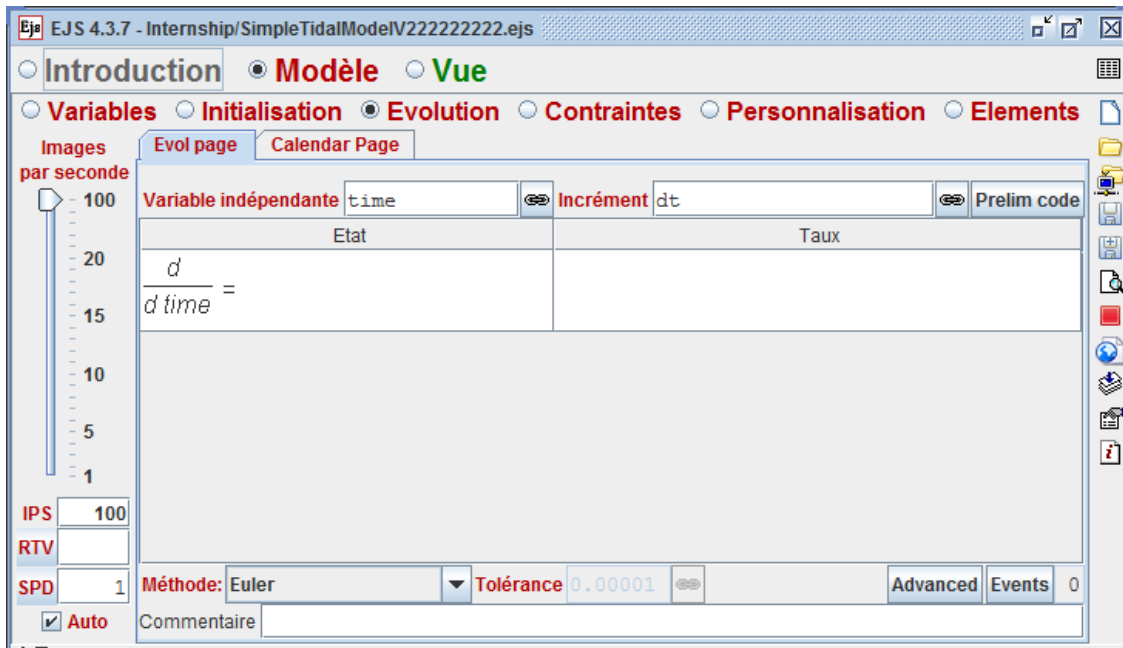 Ejs EJS 4.3.7 - Internship/SimpleTidalModelV222222222.ejs
Introduction Modèle Vue
Variables Initialisation Evolution Contraintes Personnalisation Elements
Images par seconde
100
20
15
10
5
1
IPS 100
RTV
SPD 1
Auto
Evol page Calendar Page
Variable indépendante time Incrément dt Prelim code
Etat Taux
d
d time =
Méthode: Euler Tolérance 0.00001 Advanced Events 0
Commentaire